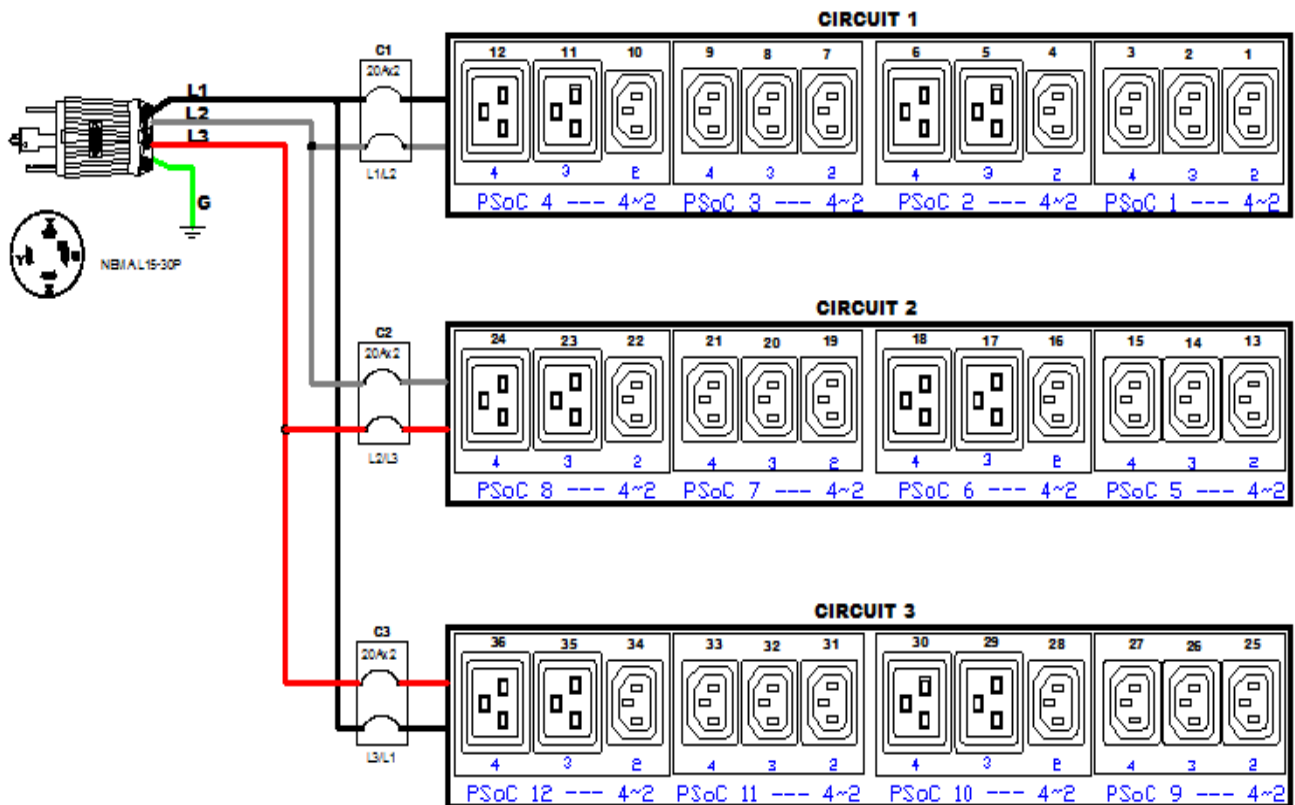 CIRCUIT 1
C1
20Ax2
L1/L2
L1
L2
L3
G
NEMA L15-30P
Y
12 11 10 9 8 7 6 5 4 3 2 1
4 3 2 4 3 2 4 3 2 4 3 2
PSoC 4 --- 4~2 PSoC 3 --- 4~2 PSoC 2 --- 4~2 PSoC 1 --- 4~2
CIRCUIT 2
C2
20Ax2
L2/L3
24 23 22 21 20 19 18 17 16 15 14 13
4 3 2 4 3 2 4 3 2 4 3 2
PSoC 8 --- 4~2 PSoC 7 --- 4~2 PSoC 6 --- 4~2 PSoC 5 --- 4~2
CIRCUIT 3
C3
20Ax2
L3/L1
36 35 34 33 32 31 30 29 28 27 26 25
4 3 2 4 3 2 4 3 2 4 3 2
PSoC 12 --- 4~2 PSoC 11 --- 4~2 PSoC 10 --- 4~2 PSoC 9 --- 4~2